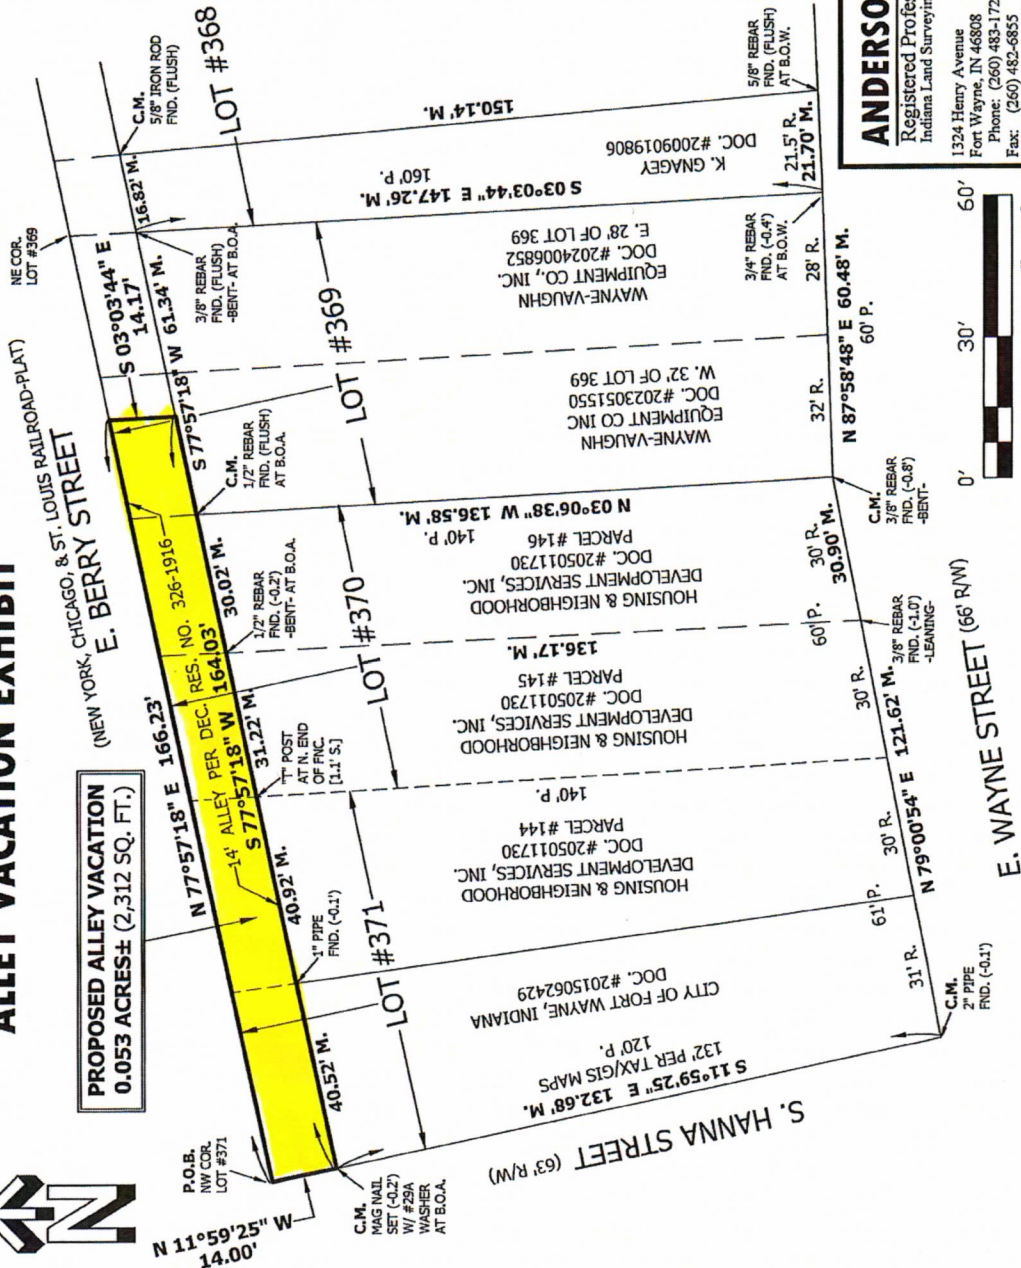 ALLEY VACATION EXHIBIT
(NEW YORK, CHICAGO, & ST. LOUIS RAILROAD-PLAT)
E. BERRY STREET
PROPOSED ALLEY VACATION
0.053 ACRES± (2,312 SQ. FT.)
N
P.O.B.
NW COR.
LOT #371
N 11°59'25" W
14.00'
C.M.
MAG NAIL
SET (-0.2')
W/ #29A
WASHER
AT B.O.A.
N 77°57'18" E 166.23'
14' ALLEY PER DEC. RES. NO. 326-1916
S 77°57'18" W 164.03'
40.52' M.
40.92' M.
31.22' M.
30.02' M.
S 77°57'18" W 61.34' M.
16.82' M.
S 03°03'44" E
14.17'
NE COR.
LOT #369
C.M.
5/8" IRON ROD
FND. (FLUSH)
3/8" REBAR
FND. (FLUSH)
-BENT- AT B.O.A.
C.M.
1/2" REBAR
FND. (FLUSH)
AT B.O.A.
1/2" REBAR
FND. (-0.2')
-BENT- AT B.O.A.
"T" POST
AT N. END
OF FNC.
[1.1' S.]
1" PIPE
FND. (-0.1')
LOT #371
LOT #370
LOT #369
LOT #368
S 11°59'25" E 132.68' M.
132' PER TAX/GIS MAPS
120' P.
CITY OF FORT WAYNE, INDIANA
DOC. #2015062429
HOUSING & NEIGHBORHOOD
DEVELOPMENT SERVICES, INC.
DOC. #205011730
PARCEL #144
140' P.
HOUSING & NEIGHBORHOOD
DEVELOPMENT SERVICES, INC.
DOC. #205011730
PARCEL #145
136.17' M.
HOUSING & NEIGHBORHOOD
DEVELOPMENT SERVICES, INC.
DOC. #205011730
PARCEL #146
140' P.
N 03°06'38" W 136.58' M.
WAYNE-VAUGHN
EQUIPMENT CO INC
DOC. #2023051550
W. 32' OF LOT 369
WAYNE-VAUGHN
EQUIPMENT CO., INC.
DOC. #2024006852
E. 28' OF LOT 369
S 03°03'44" E 147.26' M.
160' P.
K. GNAGEY
DOC. #2009019806
150.14' M.
S. HANNA STREET (63' R/W)
C.M.
2" PIPE
FND. (-0.1')
31' R.
61' P.
30' R.
N 79°00'54" E 121.62' M.
30' R.
60' P.
30' R.
30.90' M.
3/8" REBAR
FND. (-1.0')
-LEANING-
C.M.
3/8" REBAR
FND. (-0.8')
-BENT-
32' R.
28' R.
N 87°58'48" E 60.48' M.
60' P.
21.5' R.
21.70' M.
3/4" REBAR
FND. (-0.4')
AT B.O.W.
5/8" REBAR
FND. (FLUSH)
AT B.O.W.
E. WAYNE STREET (66' R/W)
0' 30' 60'
ANDERSO
Registered Profes
Indiana Land Surveyin
1324 Henry Avenue
Fort Wayne, IN 46808
Phone: (260) 483-172
Fax: (260) 482-6855